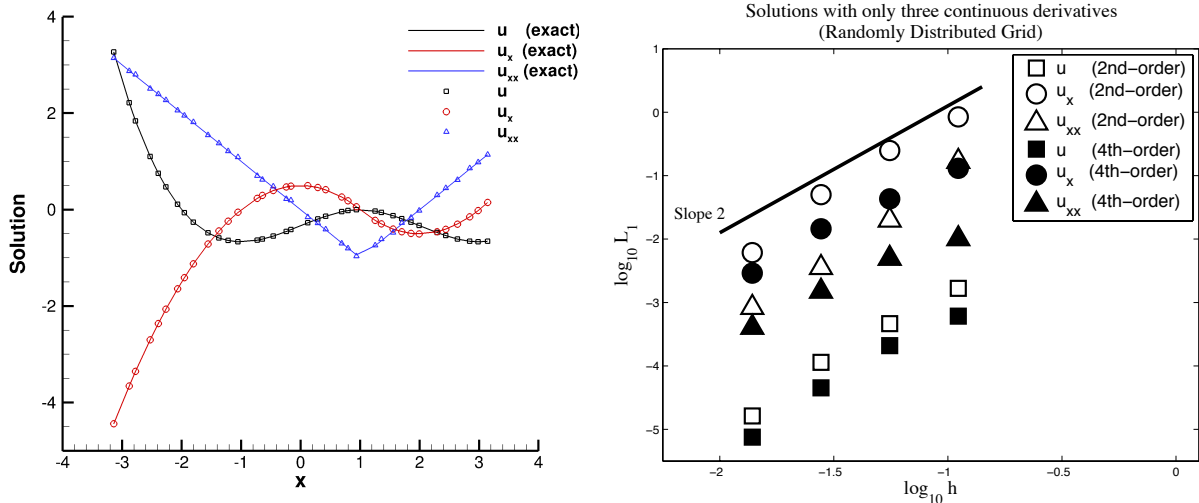 4
2
0
-2
-4
-4
-3
-2
-1
0
1
2
3
4
x
Solution
u (exact)
u_x (exact)
u_xx (exact)
u
u_x
u_xx
Solutions with only three continuous derivatives
(Randomly Distributed Grid)
1
0
-1
-2
-3
-4
-5
-2
-1.5
-1
-0.5
0
log_10 h
log_10 L_1
Slope 2
u (2nd-order)
u_x (2nd-order)
u_xx (2nd-order)
u (4th-order)
u_x (4th-order)
u_xx (4th-order)